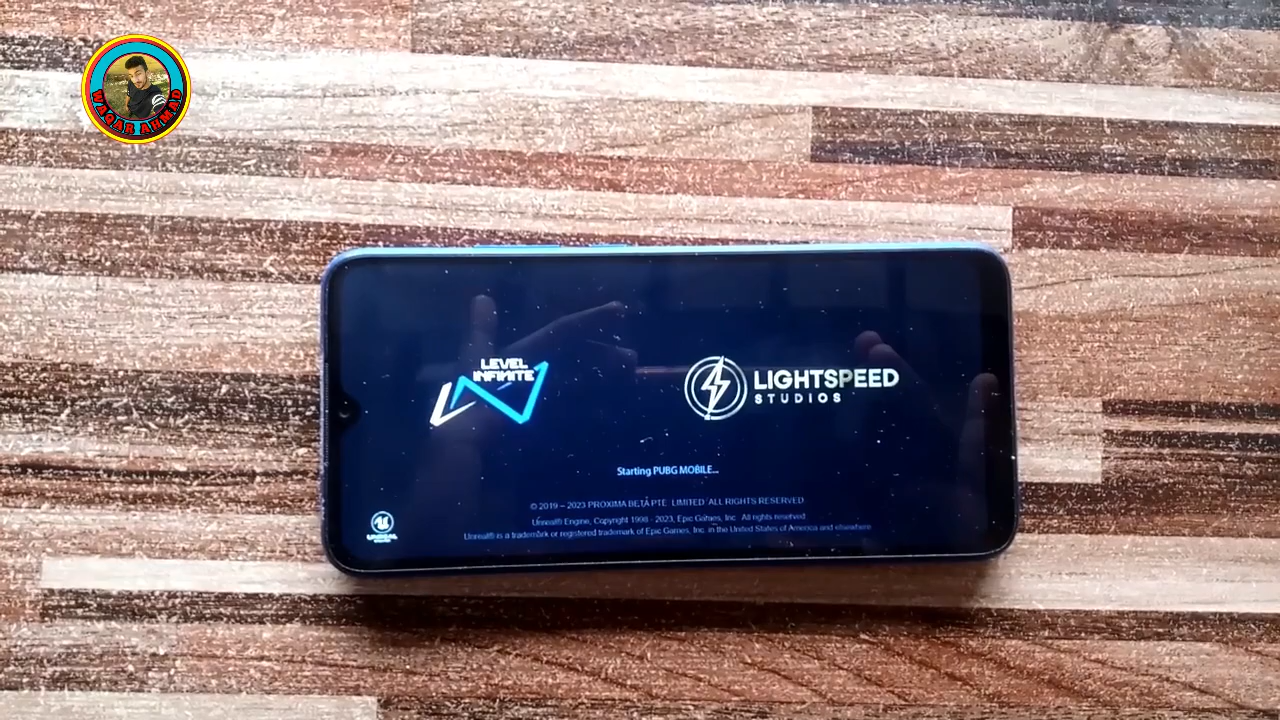 WAQAR AHMAD
LEVEL
INFINITE
LIGHTSPEED
STUDIOS
Starting PUBG MOBILE...
© 2019 – 2023 PROXIMA BETA PTE. LIMITED. ALL RIGHTS RESERVED
Unreal® Engine, Copyright 1998 - 2023, Epic Games, Inc. All rights reserved
Unreal® is a trademark or registered trademark of Epic Games, Inc. in the United States of America and elsewhere
UNREAL